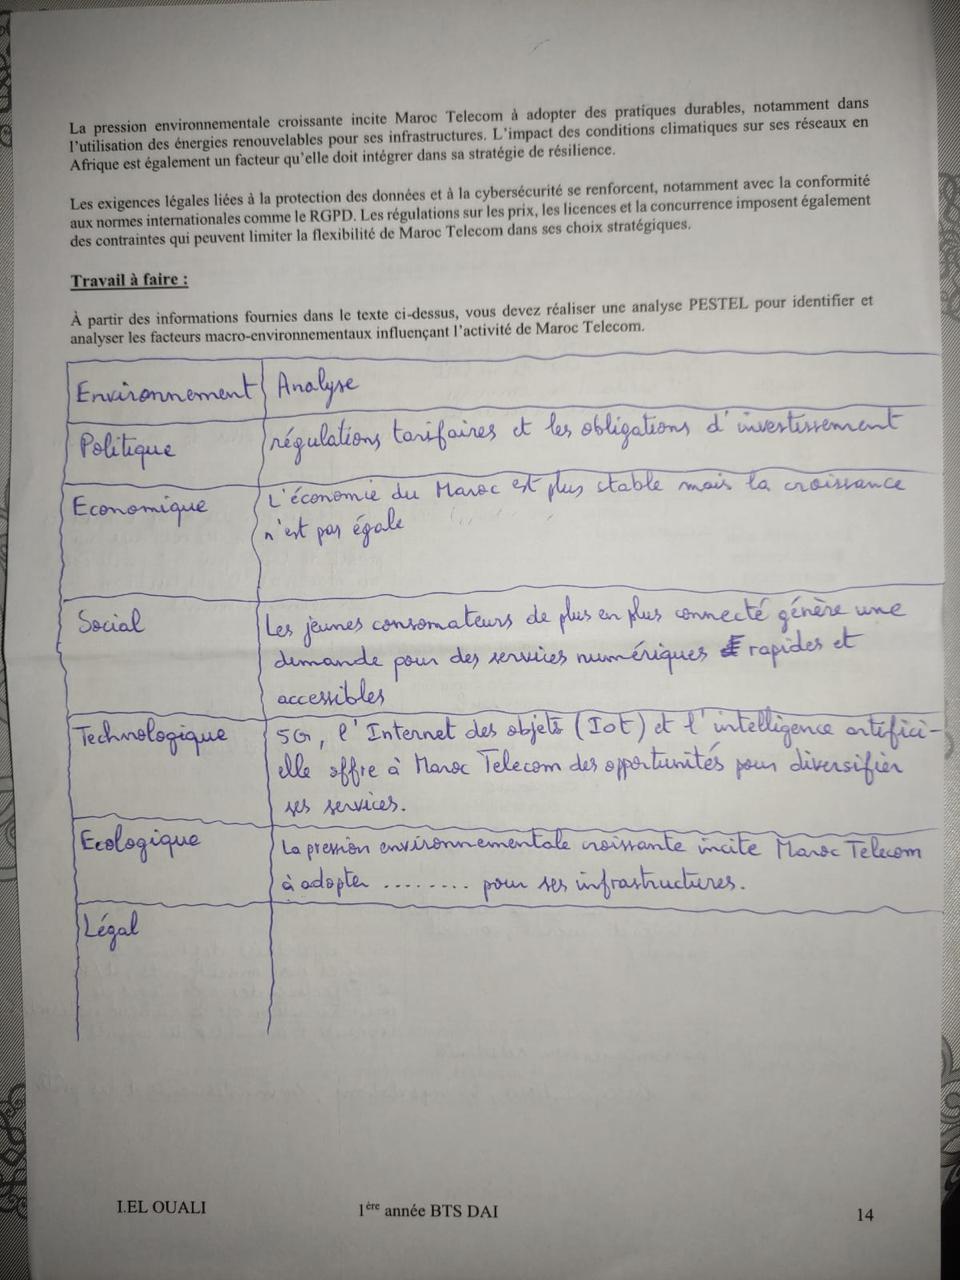 La pression environnementale croissante incite Maroc Telecom à adopter des pratiques durables, notamment dans
l'utilisation des énergies renouvelables pour ses infrastructures. L'impact des conditions climatiques sur ses réseaux en
Afrique est également un facteur qu'elle doit intégrer dans sa stratégie de résilience.
Les exigences légales liées à la protection des données et à la cybersécurité se renforcent, notamment avec la conformité
aux normes internationales comme le RGPD. Les régulations sur les prix, les licences et la concurrence imposent également
des contraintes qui peuvent limiter la flexibilité de Maroc Telecom dans ses choix stratégiques.
Travail à faire :
À partir des informations fournies dans le texte ci-dessus, vous devez réaliser une analyse PESTEL pour identifier et
analyser les facteurs macro-environnementaux influençant l'activité de Maroc Telecom.
Environnement Analyse
Politique régulations tarifaires et les obligations d'investissement
Economique L'économie du Maroc est plus stable mais la croissance
n'est pas égale
Social Les jeunes consomateurs de plus en plus connecté génère une
demande pour des services numériques rapides et
accessibles
Technologique 5G, l'Internet des objets (IoT) et l'intelligence artifici-
elle offre à Maroc Telecom des opportunités pour diversifier
ses services.
Ecologique La pression environnementale croissante incite Maroc Telecom
à adopter ........ pour ses infrastructures.
Légal
I.EL OUALI 1ère année BTS DAI 14